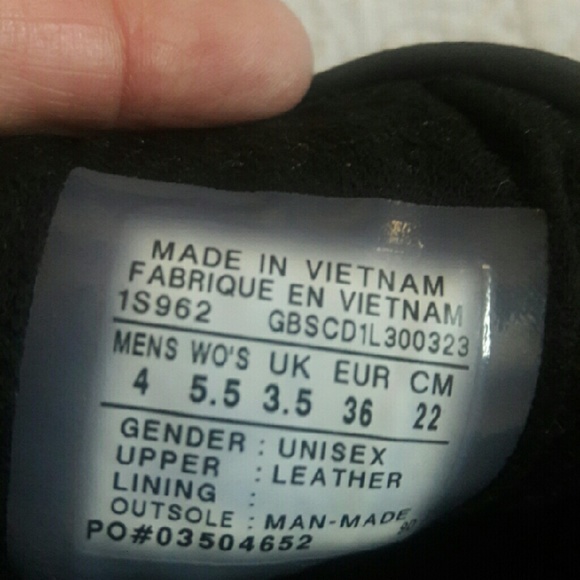 MADE IN VIETNAM
FABRIQUE EN VIETNAM
1S962 GBSCD1L300323
MENS WO'S UK EUR CM
4 5.5 3.5 36 22
GENDER : UNISEX
UPPER : LEATHER
LINING :
OUTSOLE : MAN-MADE
PO#03504652